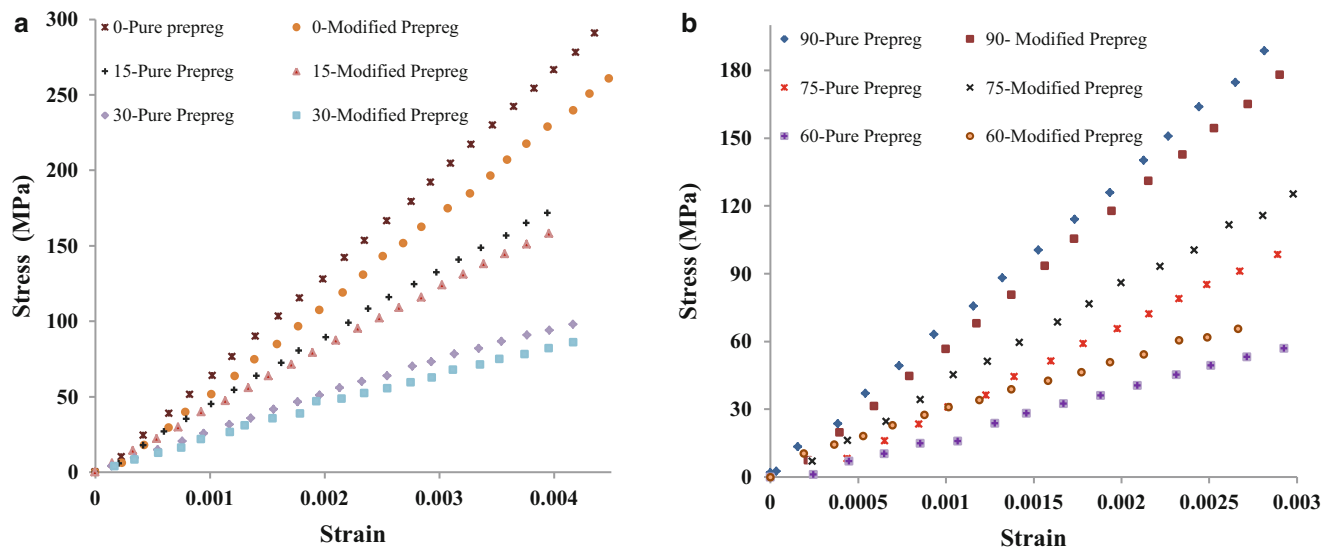 a
0-Pure prepreg
0-Modified Prepreg
15-Pure Prepreg
15-Modified Prepreg
30-Pure Prepreg
30-Modified Prepreg
300
250
200
150
100
50
0
Stress (MPa)
0
0.001
0.002
0.003
0.004
Strain
b
90-Pure Prepreg
90- Modified Prepreg
75-Pure Prepreg
75-Modified Prepreg
60-Pure Prepreg
60-Modified Prepreg
180
150
120
90
60
30
0
Stress (MPa)
0
0.0005
0.001
0.0015
0.002
0.0025
0.003
Strain